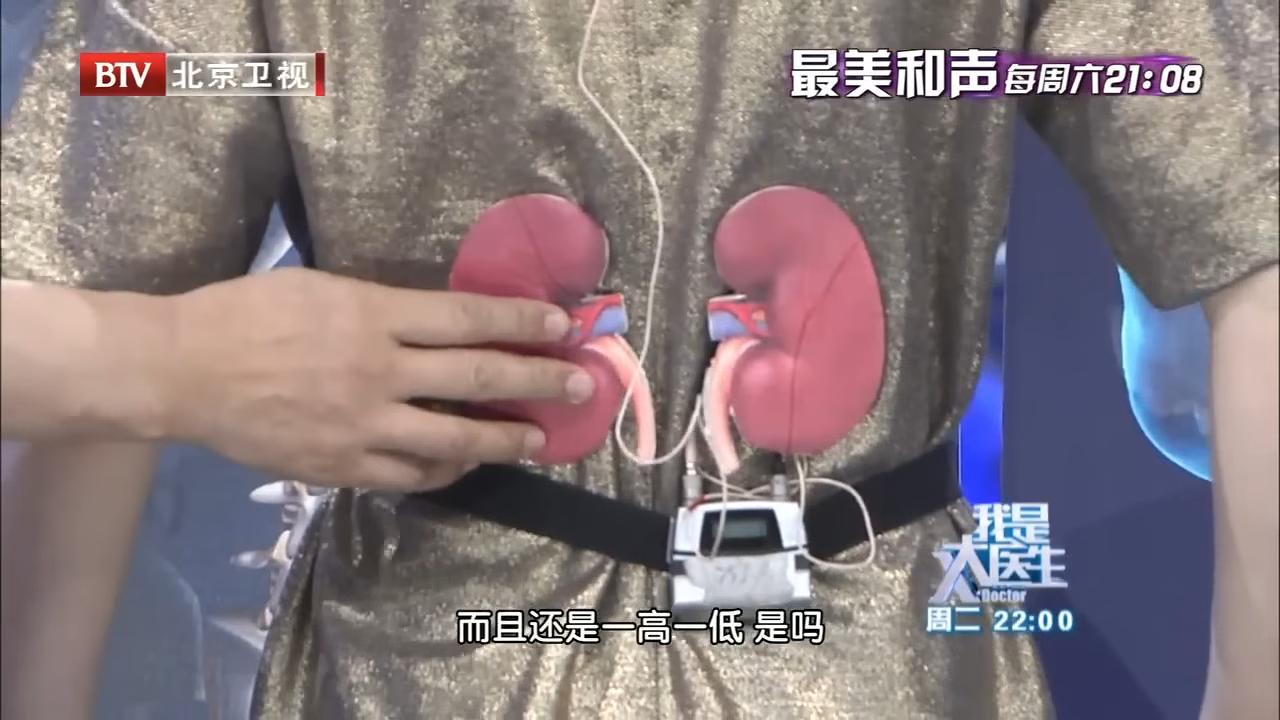 BTV 北京卫视
最美和声 每周六21:08
我是
大医生
Doctor
周二 22:00
而且还是一高一低 是吗